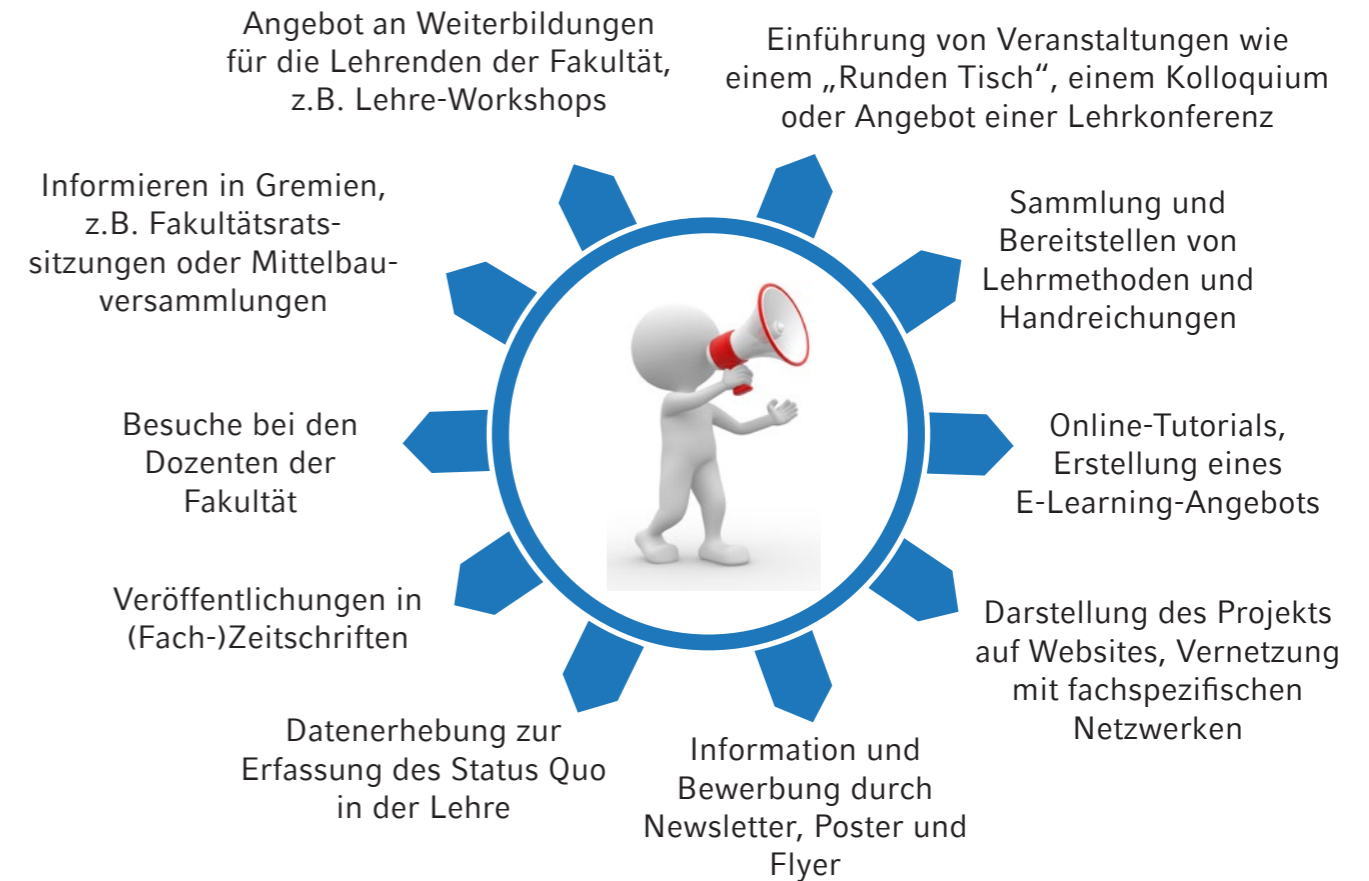 Angebot an Weiterbildungen
für die Lehrenden der Fakultät,
z.B. Lehre-Workshops
Einführung von Veranstaltungen wie
einem „Runden Tisch“, einem Kolloquium
oder Angebot einer Lehrkonferenz
Informieren in Gremien,
z.B. Fakultätsrats-
sitzungen oder Mittelbau-
versammlungen
Sammlung und
Bereitstellen von
Lehrmethoden und
Handreichungen
Besuche bei den
Dozenten der
Fakultät
Online-Tutorials,
Erstellung eines
E-Learning-Angebots
Veröffentlichungen in
(Fach-)Zeitschriften
Darstellung des Projekts
auf Websites, Vernetzung
mit fachspezifischen
Netzwerken
Datenerhebung zur
Erfassung des Status Quo
in der Lehre
Information und
Bewerbung durch
Newsletter, Poster und
Flyer